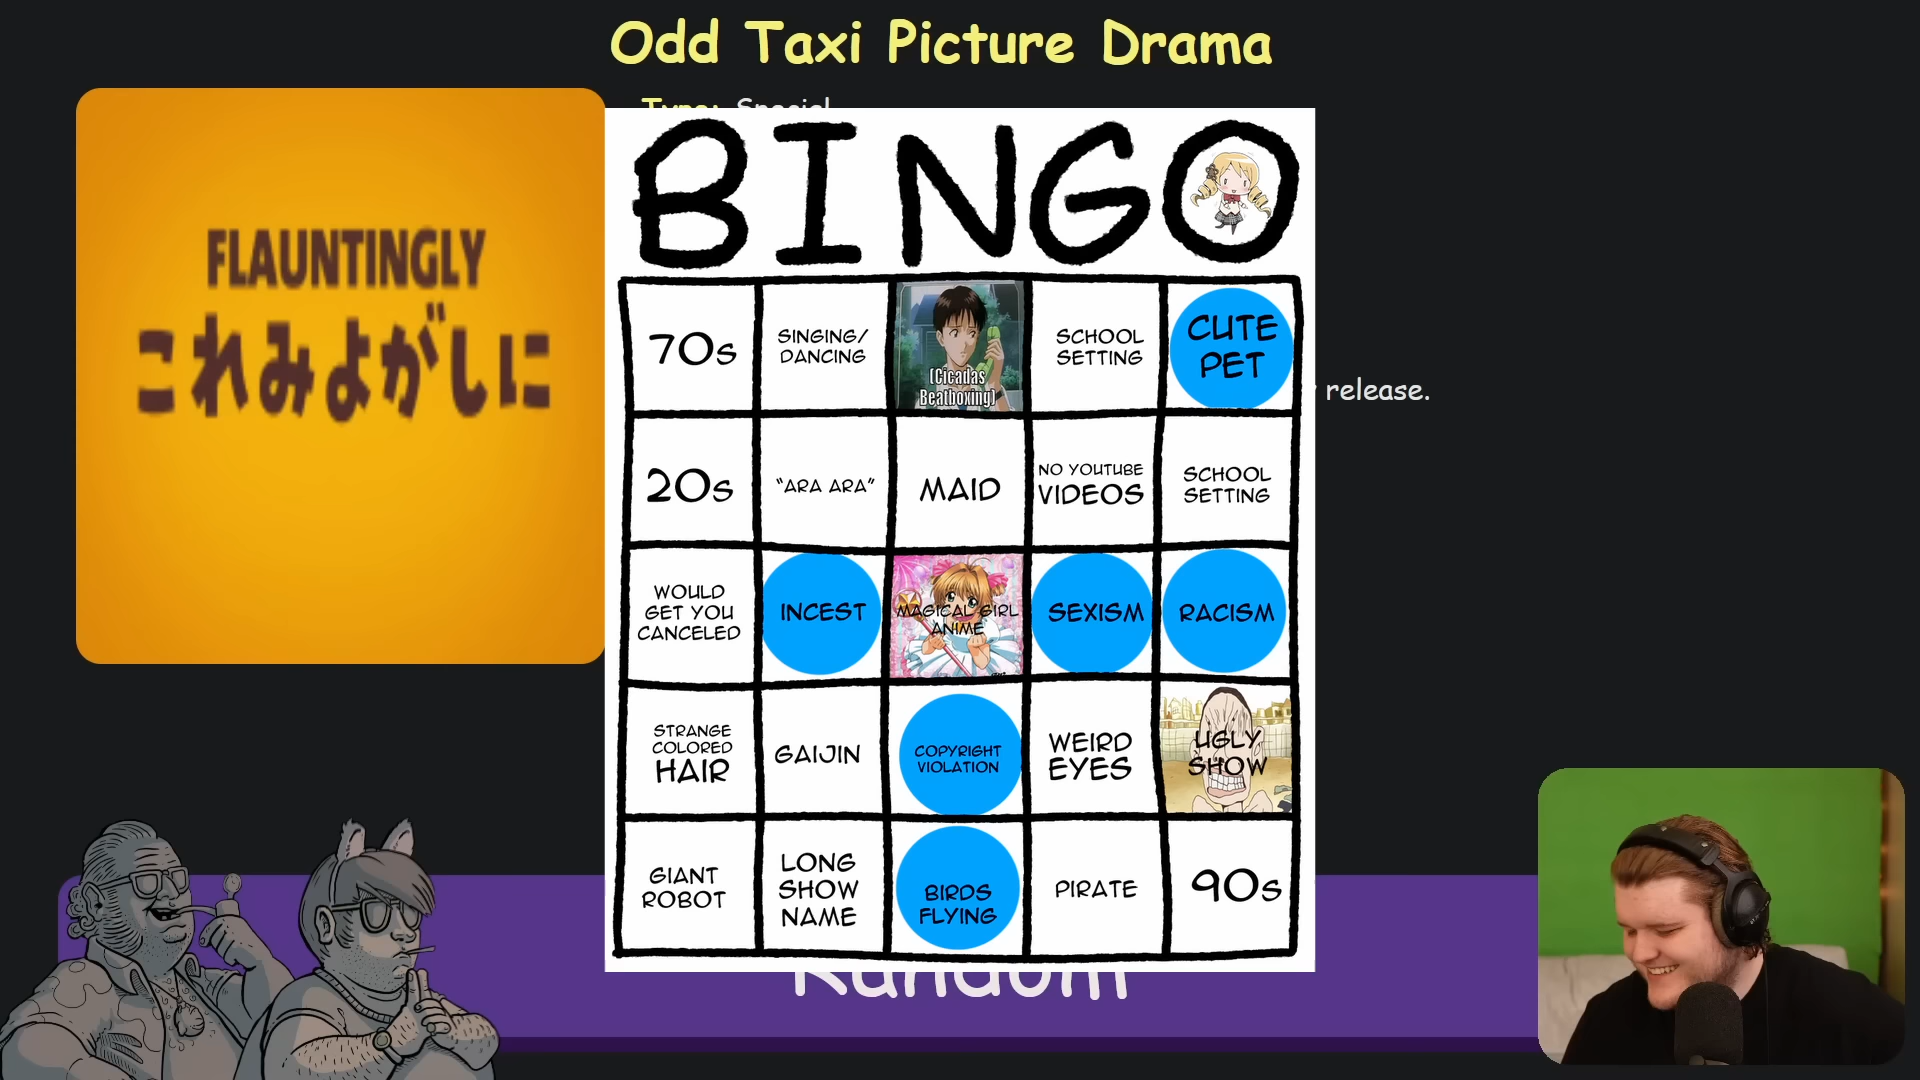 Odd Taxi Picture Drama
Type: Special
FLAUNTINGLY
これみよがしに
BINGO
70s
SINGING/
DANCING
(Cicadas
Beatboxing)
SCHOOL
SETTING
CUTE
PET
release.
20s
"ARA ARA"
MAID
NO YOUTUBE
VIDEOS
SCHOOL
SETTING
WOULD
GET YOU
CANCELED
INCEST
MAGICAL GIRL
ANIME
SEXISM
RACISM
STRANGE
COLORED
HAIR
GAIJIN
COPYRIGHT
VIOLATION
WEIRD
EYES
UGLY
SHOW
GIANT
ROBOT
LONG
SHOW
NAME
BIRDS
FLYING
PIRATE
90s
Random